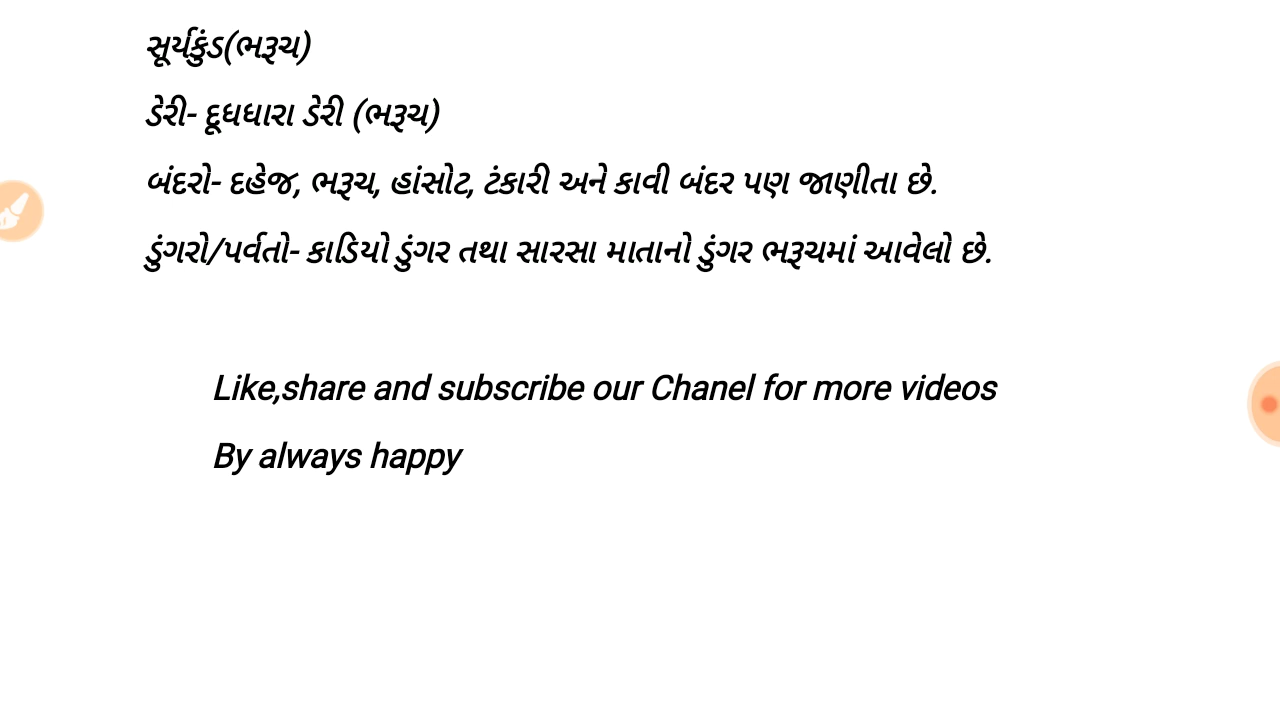 સૂર્યકુંડ(ભરૂચ)
ડેરી- દૂધધારા ડેરી (ભરૂચ)
બંદરો- દહેજ, ભરૂચ, હાંસોટ, ટંકારી અને કાવી બંદર પણ જાણીતા છે.
ડુંગરો/પર્વતો- કાડિયો ડુંગર તથા સારસા માતાનો ડુંગર ભરૂચમાં આવેલો છે.
Like,share and subscribe our Chanel for more videos
By always happy